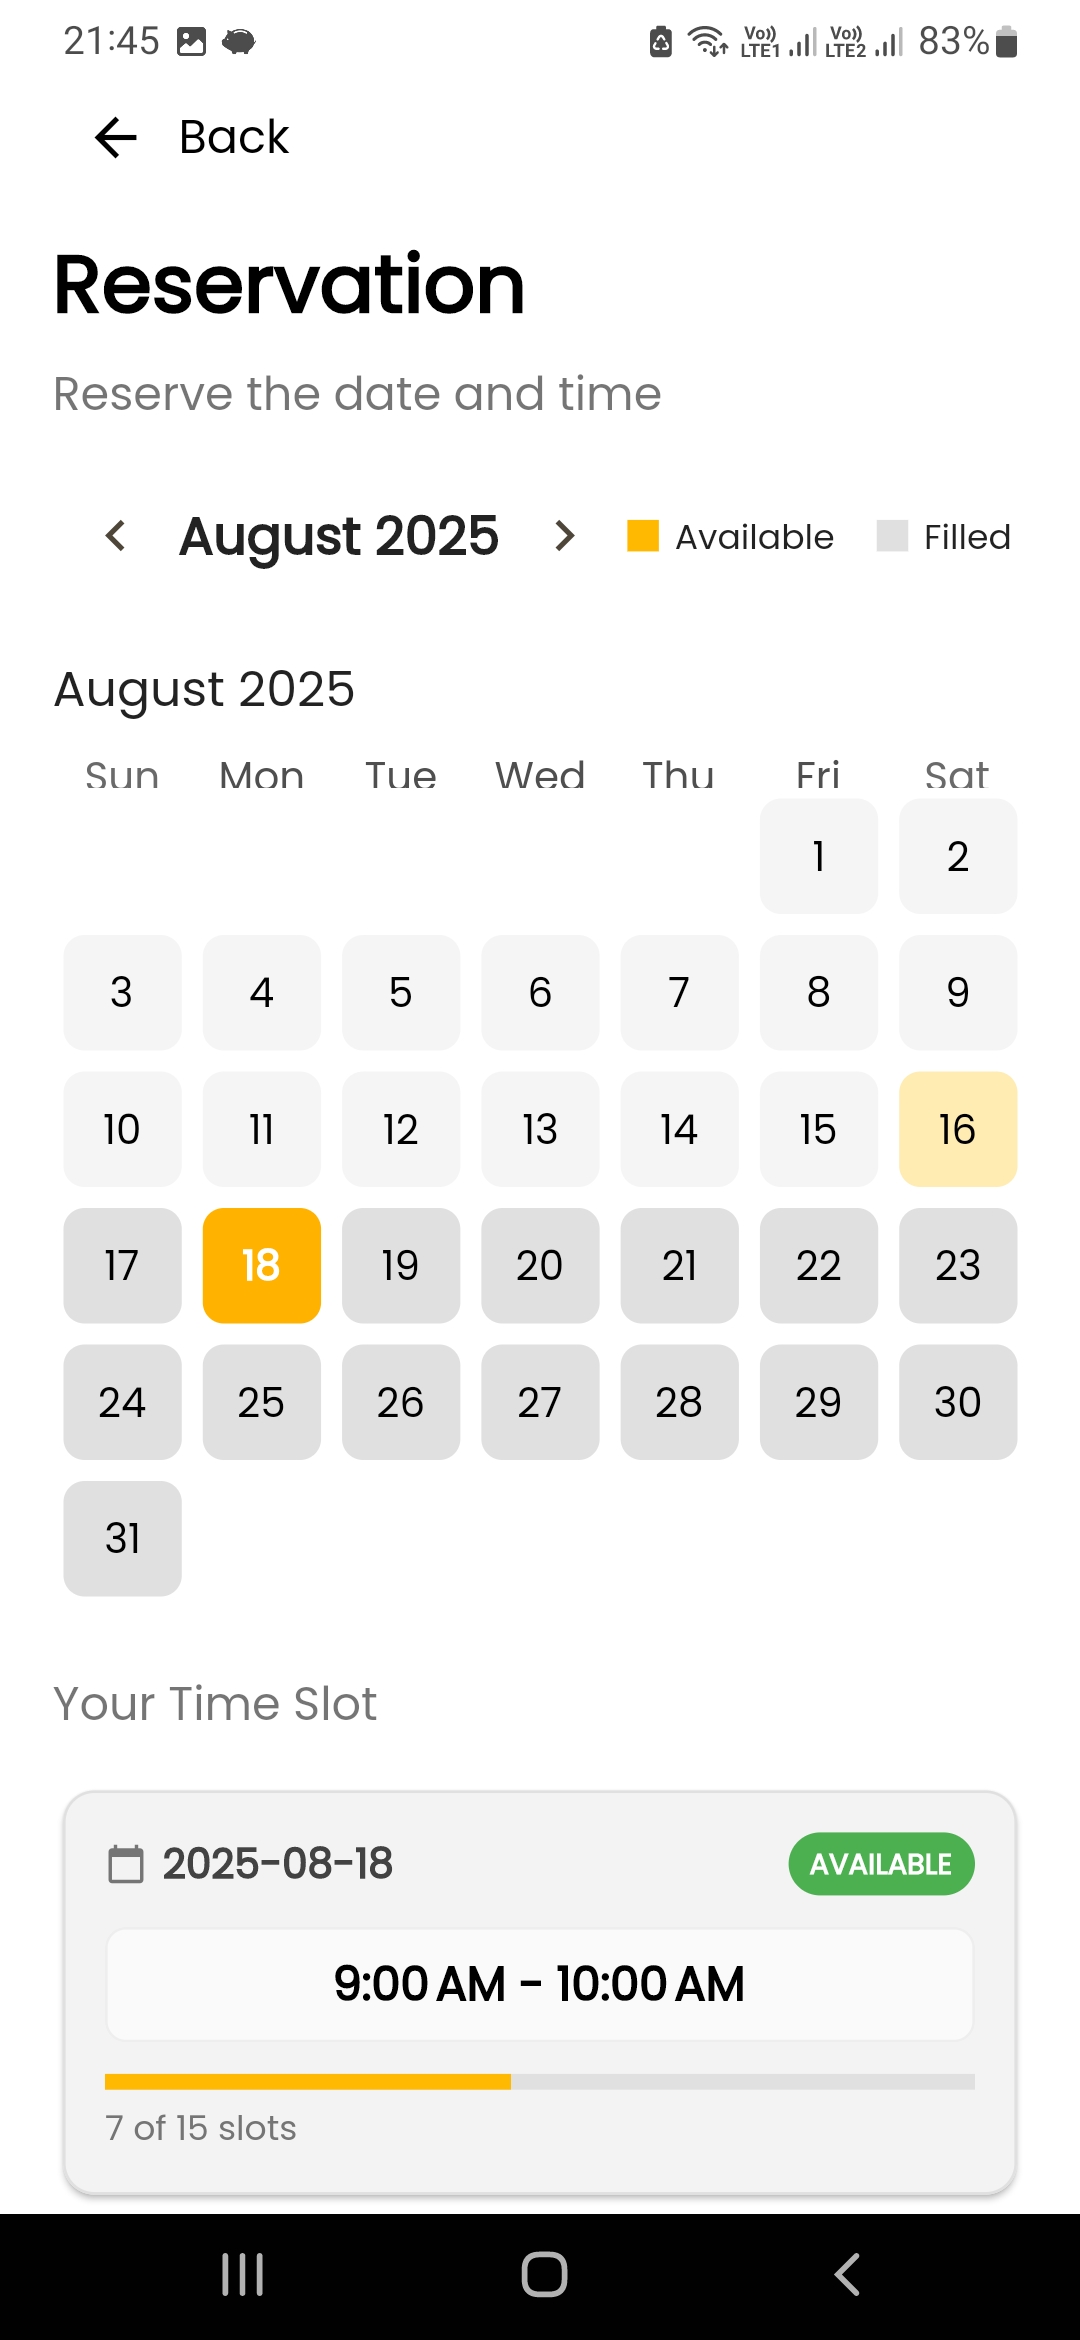 21:45 Vo)) LTE1 Vo)) LTE2 83%
Back
Reservation
Reserve the date and time
August 2025 Available Filled
August 2025
Sun Mon Tue Wed Thu Fri Sat
1 2
3 4 5 6 7 8 9
10 11 12 13 14 15 16
17 18 19 20 21 22 23
24 25 26 27 28 29 30
31
Your Time Slot
2025-08-18 AVAILABLE
9:00 AM - 10:00 AM
7 of 15 slots